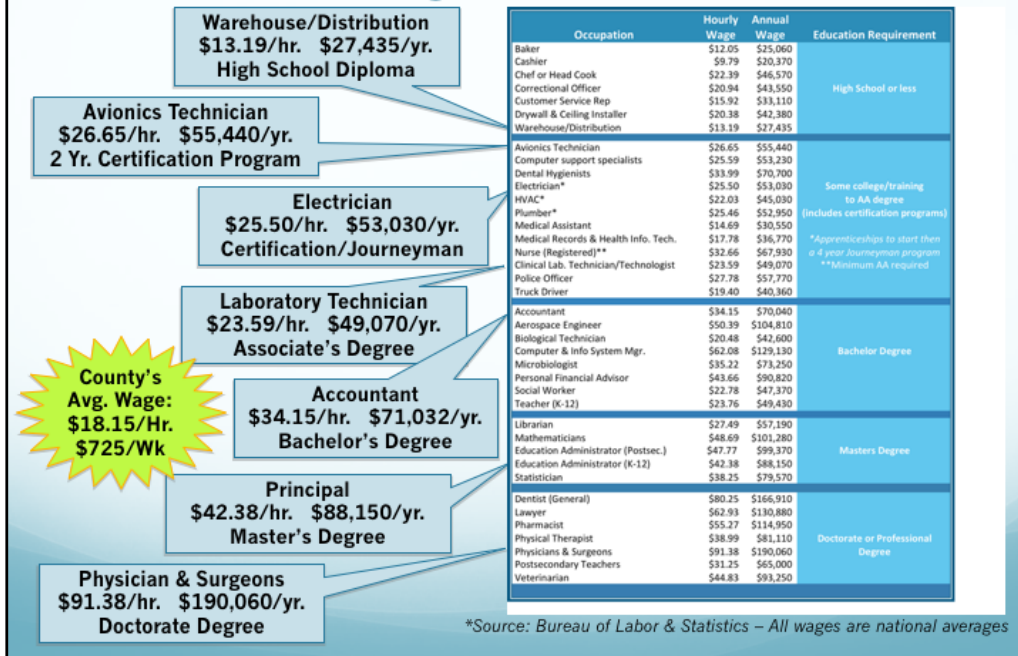 Warehouse/Distribution
$13.19/hr. $27,435/yr.
High School Diploma
Avionics Technician
$26.65/hr. $55,440/yr.
2 Yr. Certification Program
Electrician
$25.50/hr. $53,030/yr.
Certification/Journeyman
Laboratory Technician
$23.59/hr. $49,070/yr.
Associate's Degree
County's
Avg. Wage:
$18.15/Hr.
$725/Wk
Accountant
$34.15/hr. $71,032/yr.
Bachelor's Degree
Principal
$42.38/hr. $88,150/yr.
Master's Degree
Physician & Surgeons
$91.38/hr. $190,060/yr.
Doctorate Degree
Hourly Annual
Occupation Wage Wage Education Requirement
Baker $12.05 $25,060
Cashier $9.79 $20,370
Chef or Head Cook $22.39 $46,570
Correctional Officer $20.94 $43,550 High School or less
Customer Service Rep $15.92 $33,110
Drywall & Ceiling Installer $20.38 $42,380
Warehouse/Distribution $13.19 $27,435
Avionics Technician $26.65 $55,440
Computer support specialists $25.59 $53,230
Dental Hygienists $33.99 $70,700
Electrician* $25.50 $53,030 Some college/training
HVAC* $22.03 $45,030 to AA degree
Plumber* $25.46 $52,950 (includes certification programs)
Medical Assistant $14.69 $30,550
Medical Records & Health Info. Tech. $17.78 $36,770 *Apprenticeships to start then
Nurse (Registered)** $32.66 $67,930 a 4 year Journeyman program
Clinical Lab. Technician/Technologist $23.59 $49,070 **Minimum AA required
Police Officer $27.78 $57,770
Truck Driver $19.40 $40,360
Accountant $34.15 $70,040
Aerospace Engineer $50.39 $104,810
Biological Technician $20.48 $42,600
Computer & Info System Mgr. $62.08 $129,130 Bachelor Degree
Microbiologist $35.22 $73,250
Personal Financial Advisor $43.66 $90,820
Social Worker $22.78 $47,370
Teacher (K-12) $23.76 $49,430
Librarian $27.49 $57,190
Mathematicians $48.69 $101,280
Education Administrator (Postsec.) $47.77 $99,370 Masters Degree
Education Administrator (K-12) $42.38 $88,150
Statistician $38.25 $79,570
Dentist (General) $80.25 $166,910
Lawyer $62.93 $130,880
Pharmacist $55.27 $114,950
Physical Therapist $38.99 $81,110 Doctorate or Professional
Physicians & Surgeons $91.38 $190,060 Degree
Postsecondary Teachers $31.25 $65,000
Veterinarian $44.83 $93,250
*Source: Bureau of Labor & Statistics – All wages are national averages